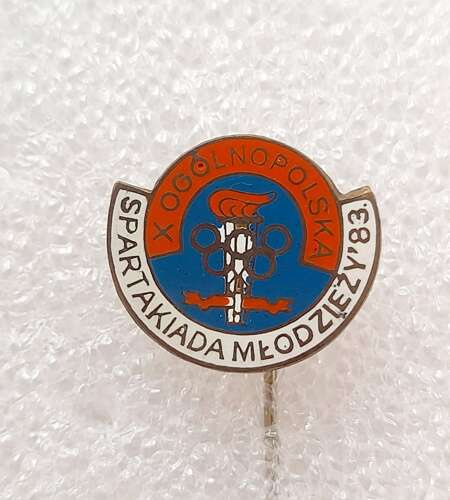 X OGÓLNOPOLSKA
SPARTAKIADA MŁODZIEŻY '83.